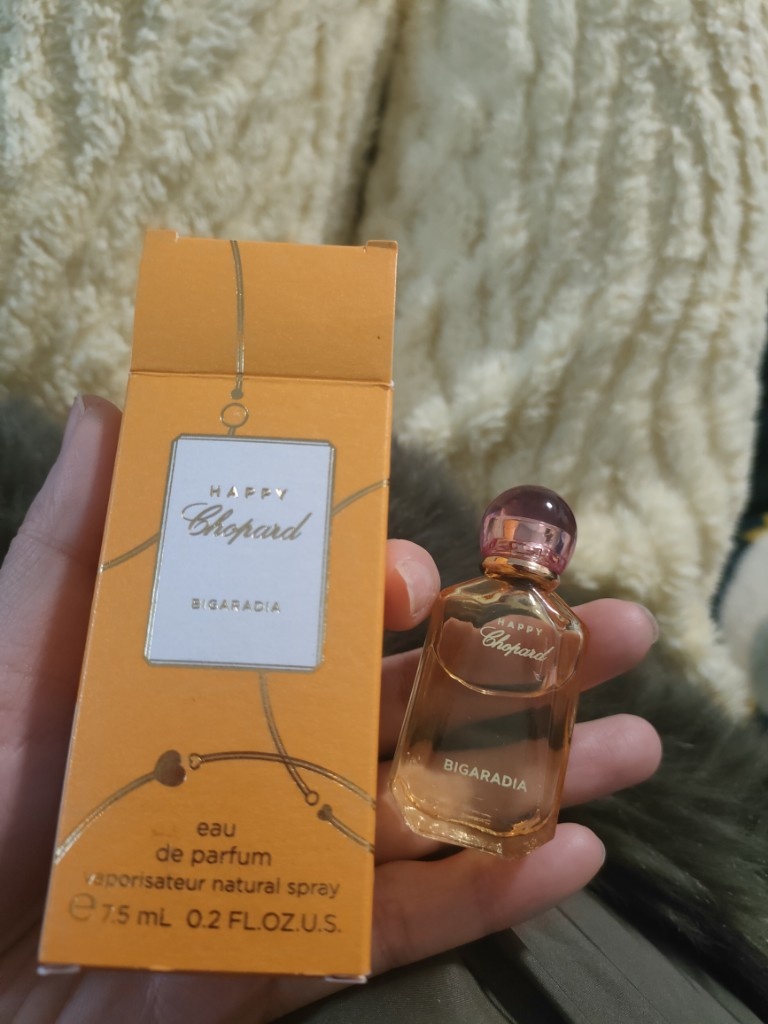 HAPPY
Chopard
BIGARADIA
eau
de parfum
vaporisateur natural spray
e 7.5 mL 0.2 FL.OZ.U.S.
HAPPY
Chopard
BIGARADIA